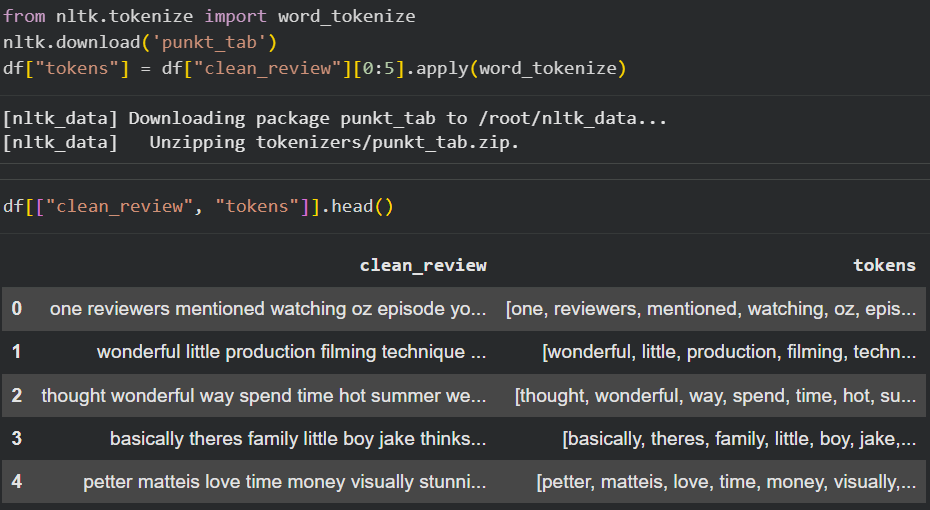 from nltk.tokenize import word_tokenize
nltk.download('punkt_tab')
df["tokens"] = df["clean_review"][0:5].apply(word_tokenize)
[nltk_data] Downloading package punkt_tab to /root/nltk_data...
[nltk_data]   Unzipping tokenizers/punkt_tab.zip.
df[["clean_review", "tokens"]].head()
clean_review tokens
0 one reviewers mentioned watching oz episode yo... [one, reviewers, mentioned, watching, oz, epis...
1 wonderful little production filming technique ... [wonderful, little, production, filming, techn...
2 thought wonderful way spend time hot summer we... [thought, wonderful, way, spend, time, hot, su...
3 basically theres family little boy jake thinks... [basically, theres, family, little, boy, jake,...
4 petter matteis love time money visually stunni... [petter, matteis, love, time, money, visually,...